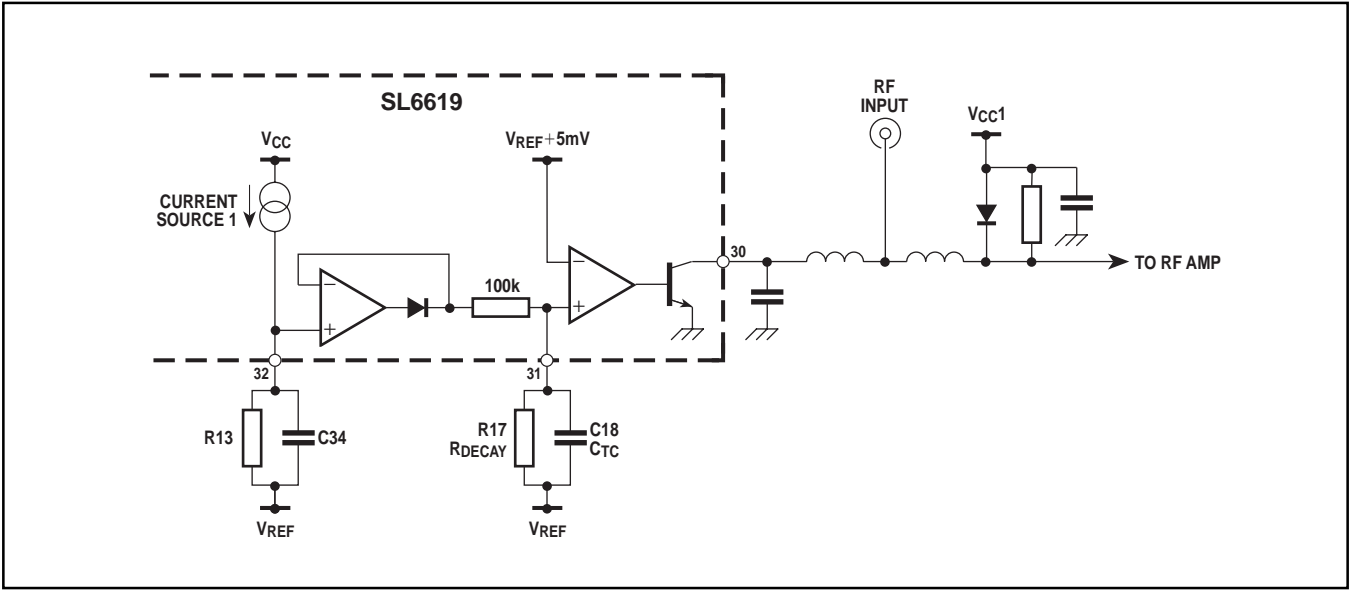 SL6619
VCC
VREF+5mV
RF
INPUT
VCC1
CURRENT
SOURCE 1
30
100k
TO RF AMP
−
+
−
+
32
31
R13
C34
R17
RDECAY
C18
CTC
VREF
VREF